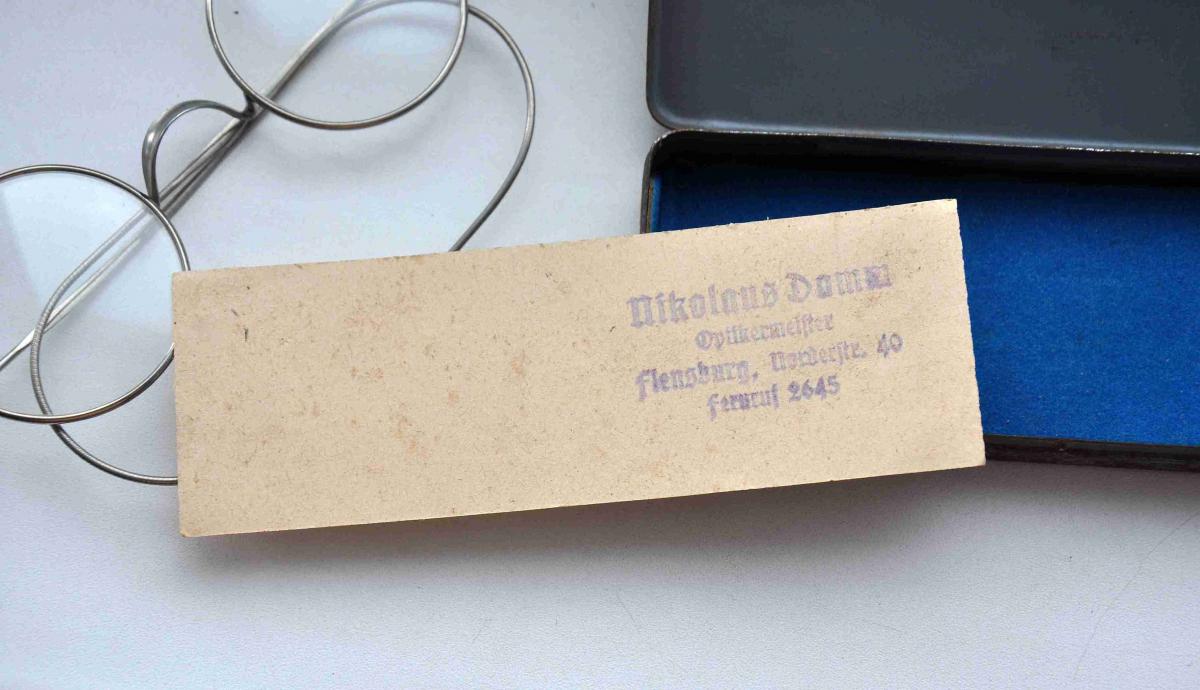 Nikolaus Damm
Optikermeister
Flensburg, Norderstr. 40
Fernruf 2645